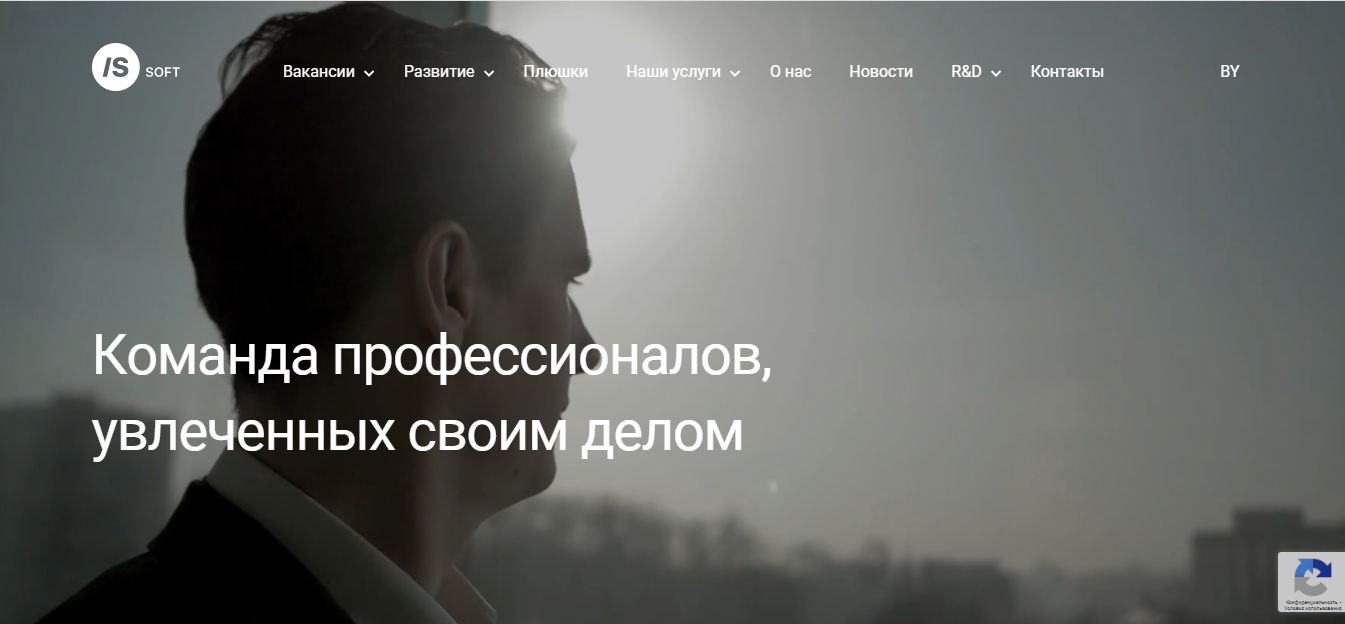 IS SOFT
Вакансии Развитие Плюшки Наши услуги О нас Новости R&D Контакты BY
Команда профессионалов,
увлеченных своим делом
Конфиденциальность -
Условия использования